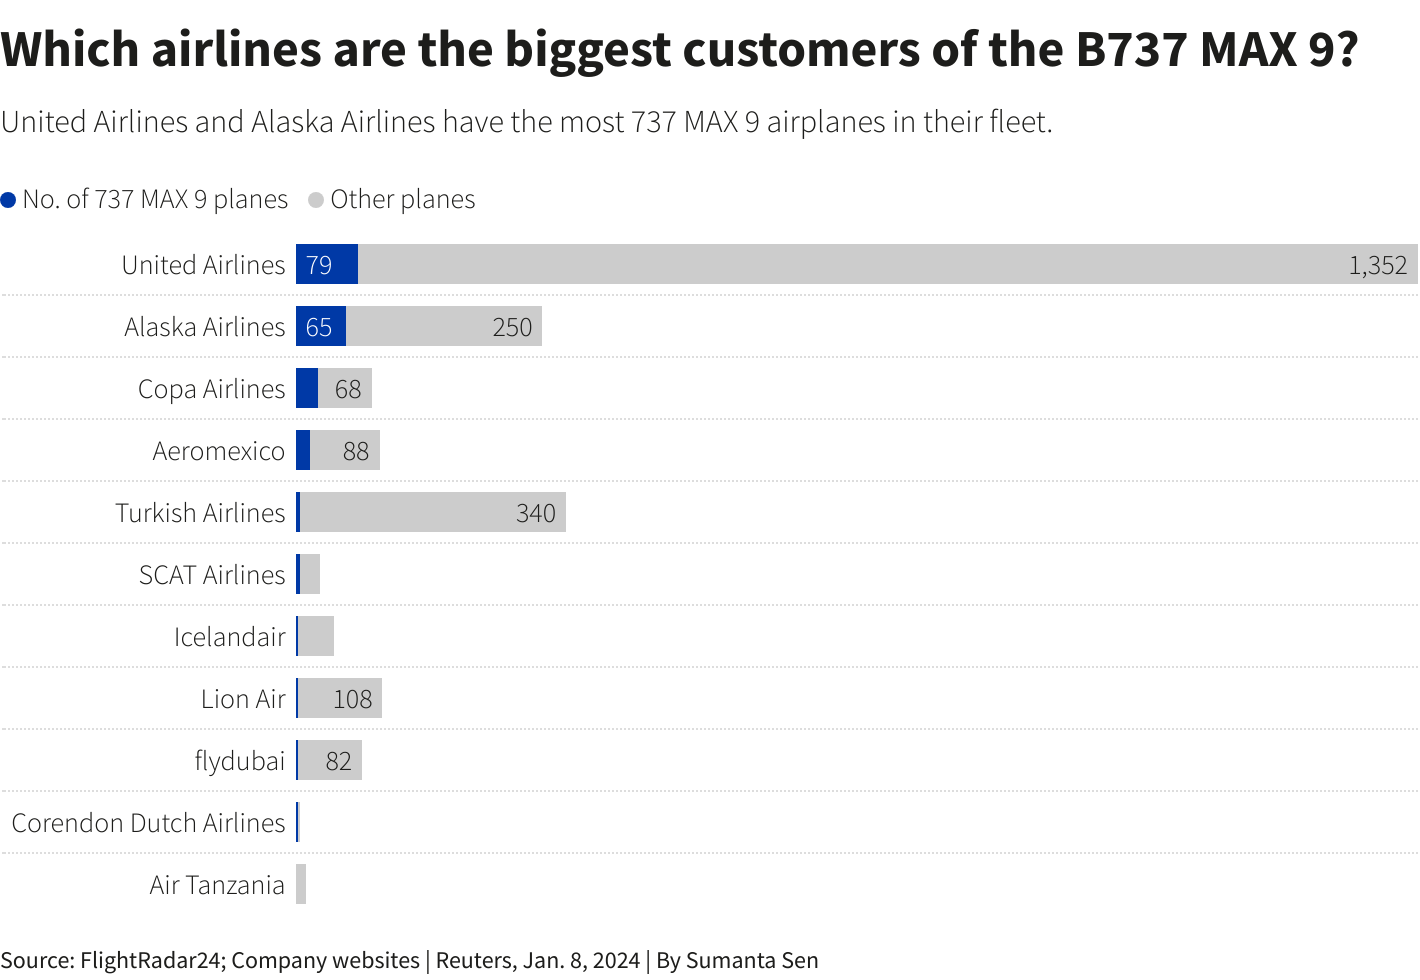 Which airlines are the biggest customers of the B737 MAX 9?
United Airlines and Alaska Airlines have the most 737 MAX 9 airplanes in their fleet.
No. of 737 MAX 9 planes Other planes
United Airlines 79 1,352
Alaska Airlines 65 250
Copa Airlines 68
Aeromexico 88
Turkish Airlines 340
SCAT Airlines
Icelandair
Lion Air 108
flydubai 82
Corendon Dutch Airlines
Air Tanzania
Source: FlightRadar24; Company websites | Reuters, Jan. 8, 2024 | By Sumanta Sen